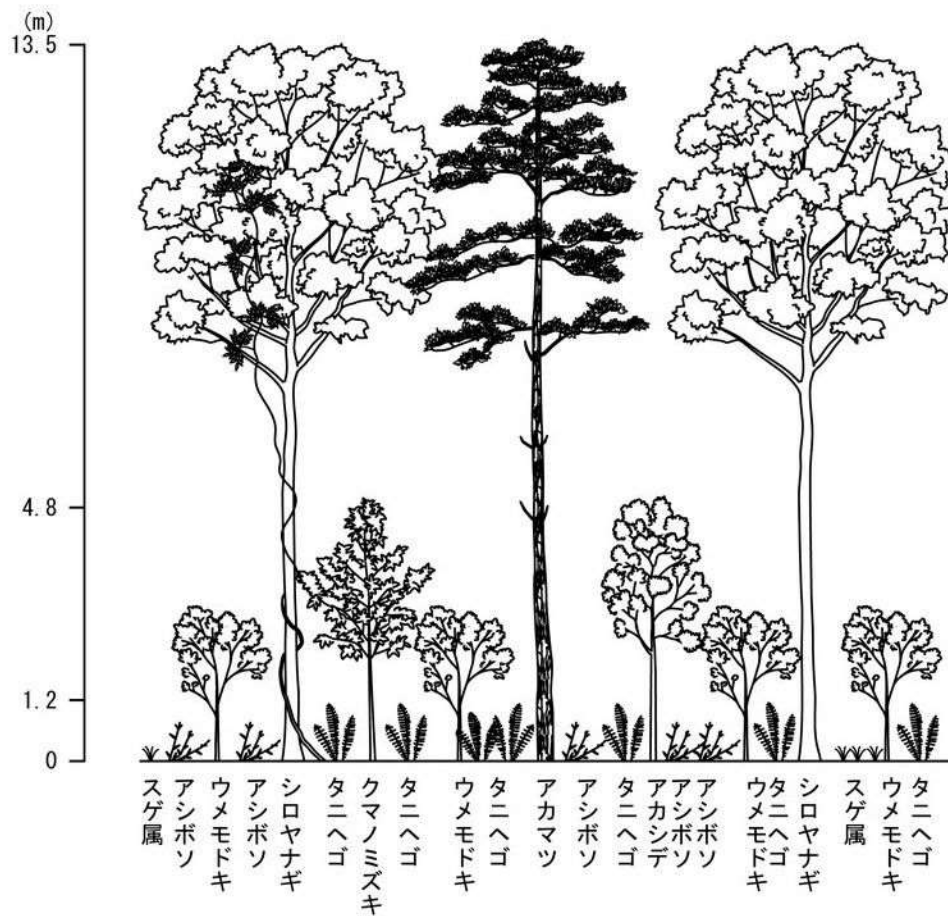 (m)
13.5
4.8
1.2
0
スゲ属
アシボソ
ウメモドキ
アシボソ
シロヤナギ
タニヘゴ
クマノミズキ
タニヘゴ
ウメモドキ
タニヘゴ
アカマツ
アシボソ
タニヘゴ
アカシデ
アシボソ
アシボソ
ウメモドキ
タニヘゴ
シロヤナギ
スゲ属
ウメモドキ
タニヘゴ